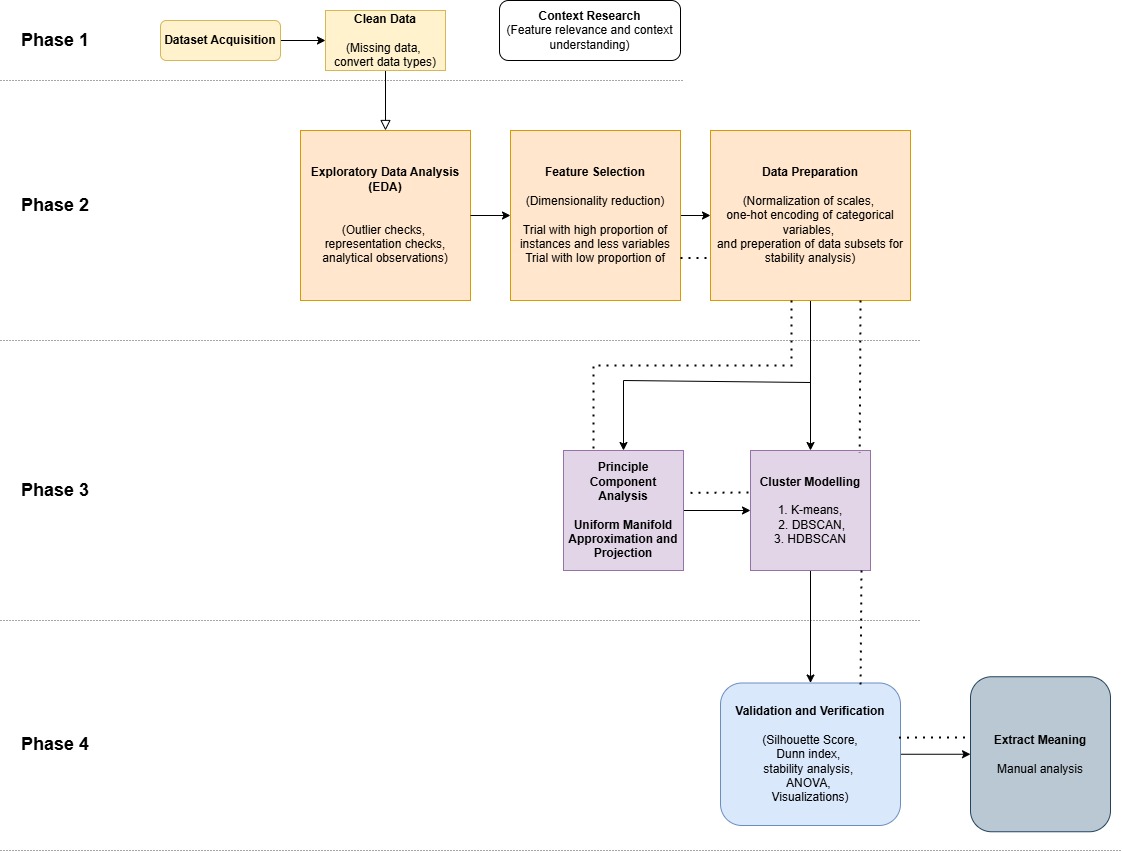 Phase 1
Dataset Acquisition
Clean Data
(Missing data,
convert data types)
Context Research
(Feature relevance and context
understanding)
Phase 2
Exploratory Data Analysis
(EDA)
(Outlier checks,
representation checks,
analytical observations)
Feature Selection
(Dimensionality reduction)
Trial with high proportion of
instances and less variables
Trial with low proportion of
Data Preparation
(Normalization of scales,
one-hot encoding of categorical
variables,
and preperation of data subsets for
stability analysis)
Phase 3
Principle
Component
Analysis
Uniform Manifold
Approximation and
Projection
Cluster Modelling
1. K-means,
2. DBSCAN,
3. HDBSCAN
Phase 4
Validation and Verification
(Silhouette Score,
Dunn index,
stability analysis,
ANOVA,
Visualizations)
Extract Meaning
Manual analysis